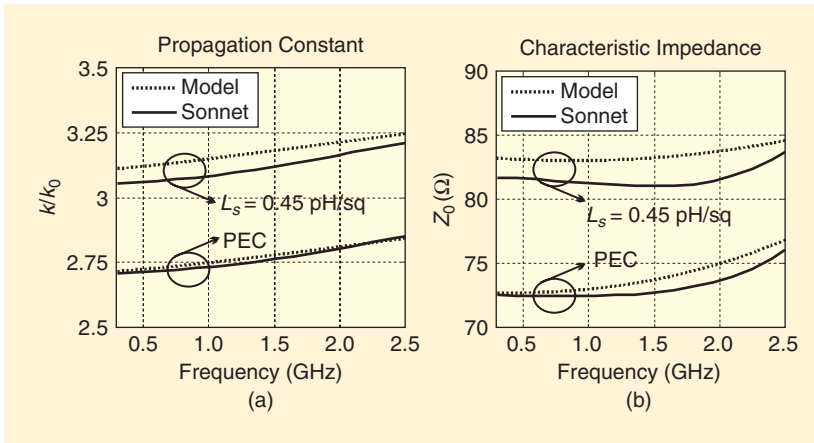 Propagation Constant
3.5
3.25
3
2.75
2.5
k/k0
Model
Sonnet
Ls = 0.45 pH/sq
PEC
0.5 1.0 1.5 2.0 2.5
Frequency (GHz)
(a)
Characteristic Impedance
90
85
80
75
70
Z0 (Ω)
Model
Sonnet
Ls = 0.45 pH/sq
PEC
0.5 1.0 1.5 2.0 2.5
Frequency (GHz)
(b)